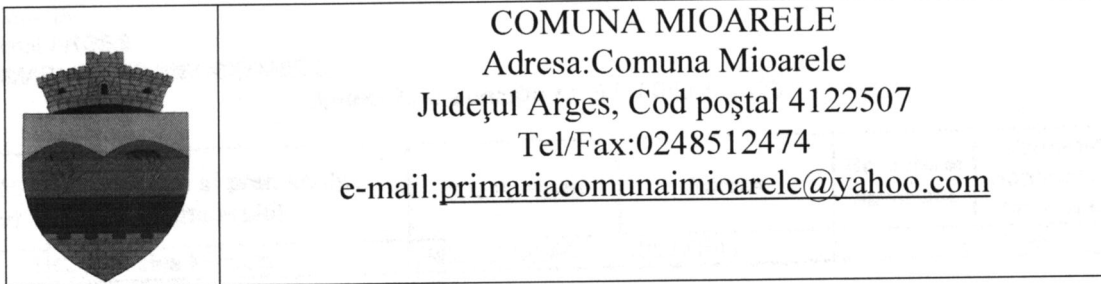 COMUNA MIOARELE
Adresa:Comuna Mioarele
Judeţul Arges, Cod poştal 4122507
Tel/Fax:0248512474
e-mail:primariacomunaimioarele@yahoo.com